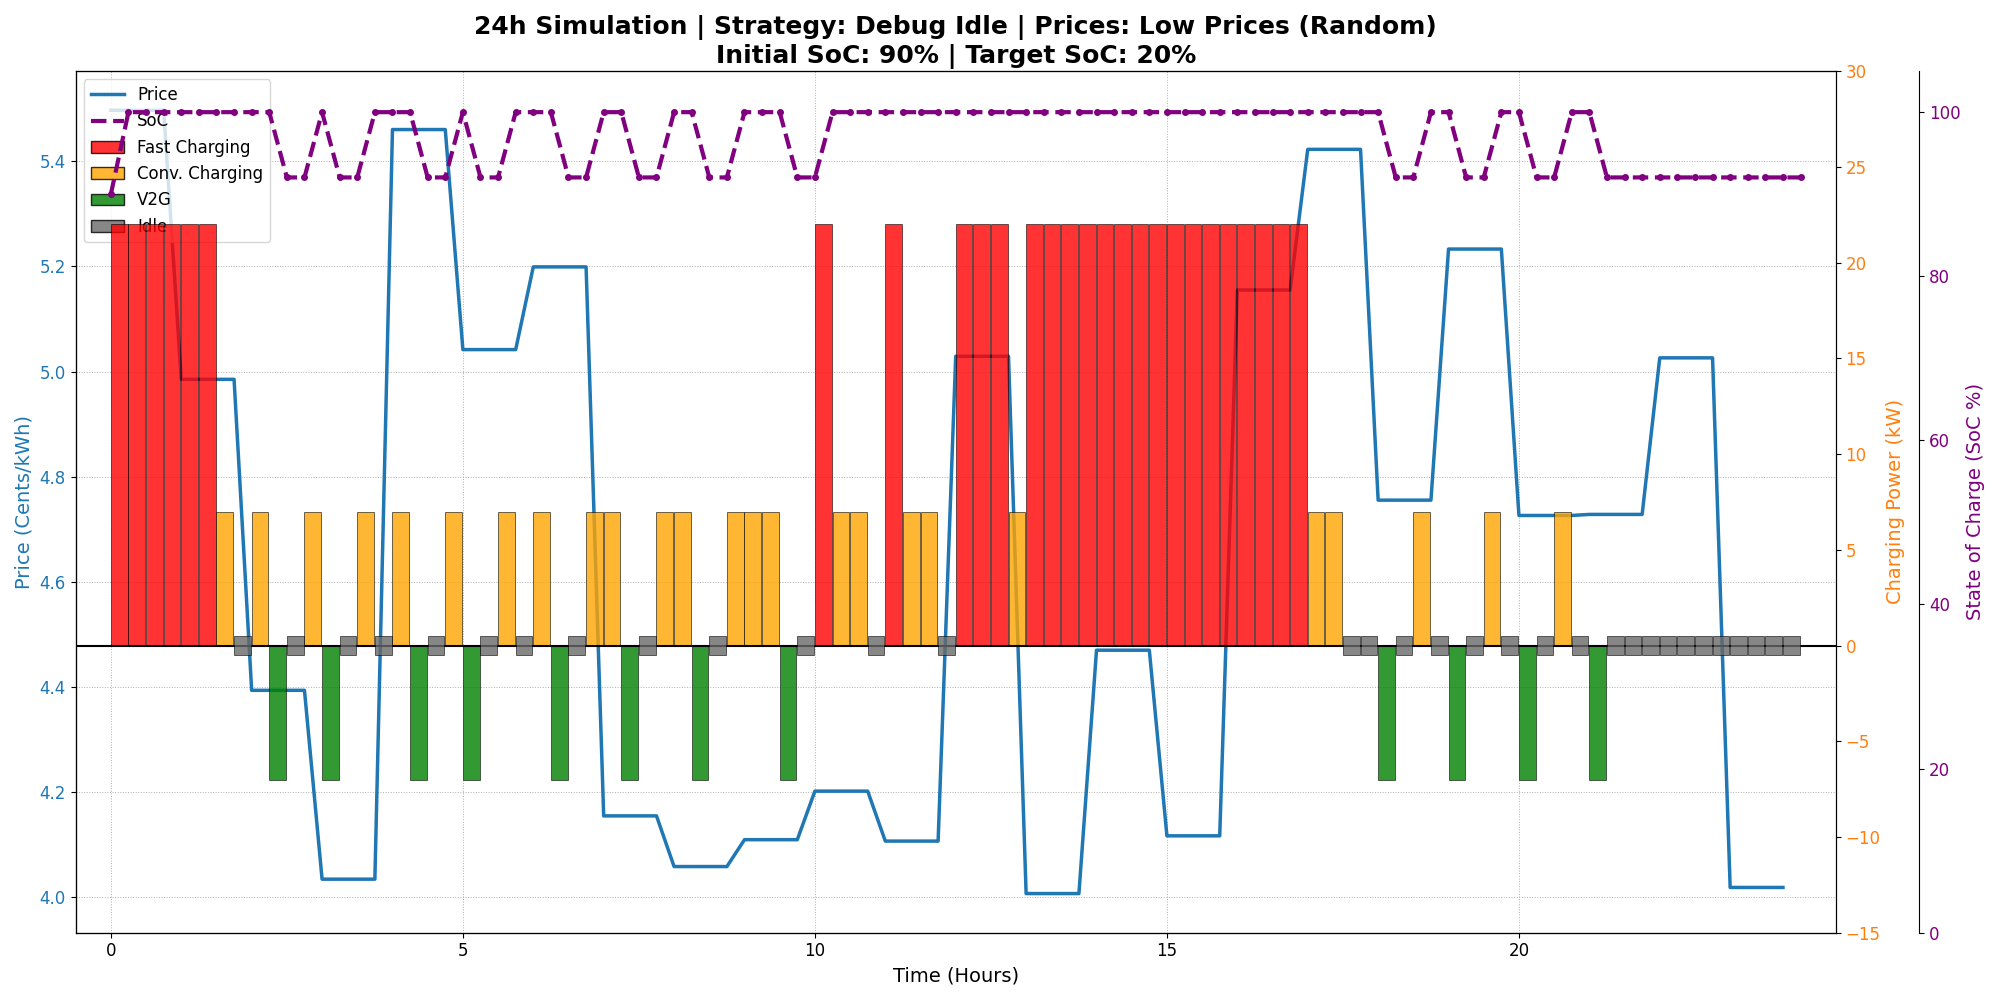 24h Simulation | Strategy: Debug Idle | Prices: Low Prices (Random)
Initial SoC: 90% | Target SoC: 20%
Price
SoC
Fast Charging
Conv. Charging
V2G
Idle
Price (Cents/kWh)
5.4
5.2
5.0
4.8
4.6
4.4
4.2
4.0
0
5
10
15
20
Time (Hours)
30
25
20
15
10
5
0
−5
−10
−15
Charging Power (kW)
100
80
60
40
20
0
State of Charge (SoC %)